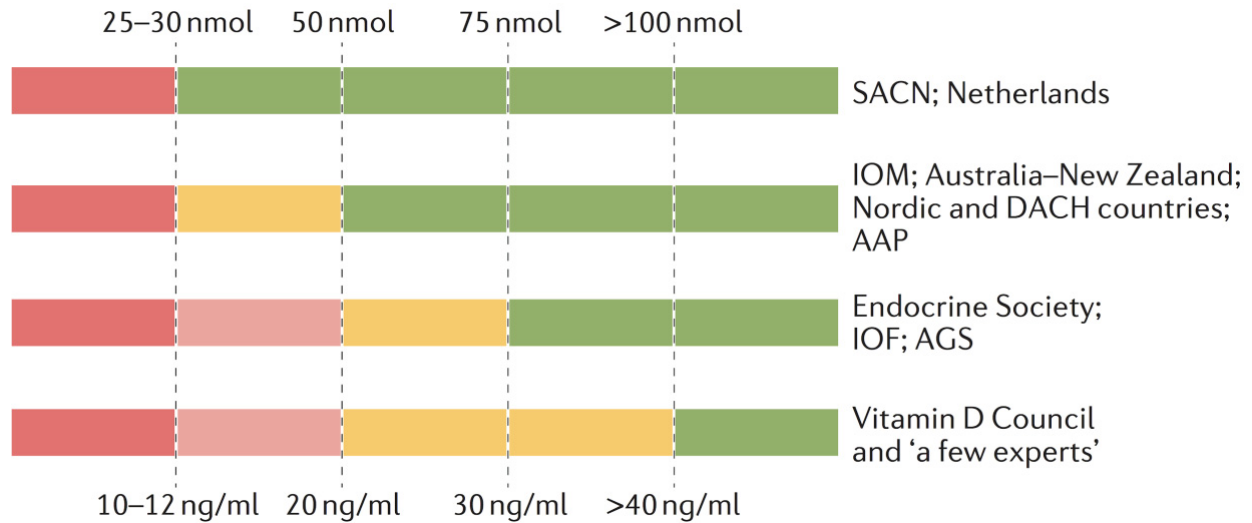 25–30 nmol 50 nmol 75 nmol >100 nmol
SACN; Netherlands
IOM; Australia–New Zealand;
Nordic and DACH countries;
AAP
Endocrine Society;
IOF; AGS
Vitamin D Council
and ‘a few experts’
10–12 ng/ml 20 ng/ml 30 ng/ml >40 ng/ml